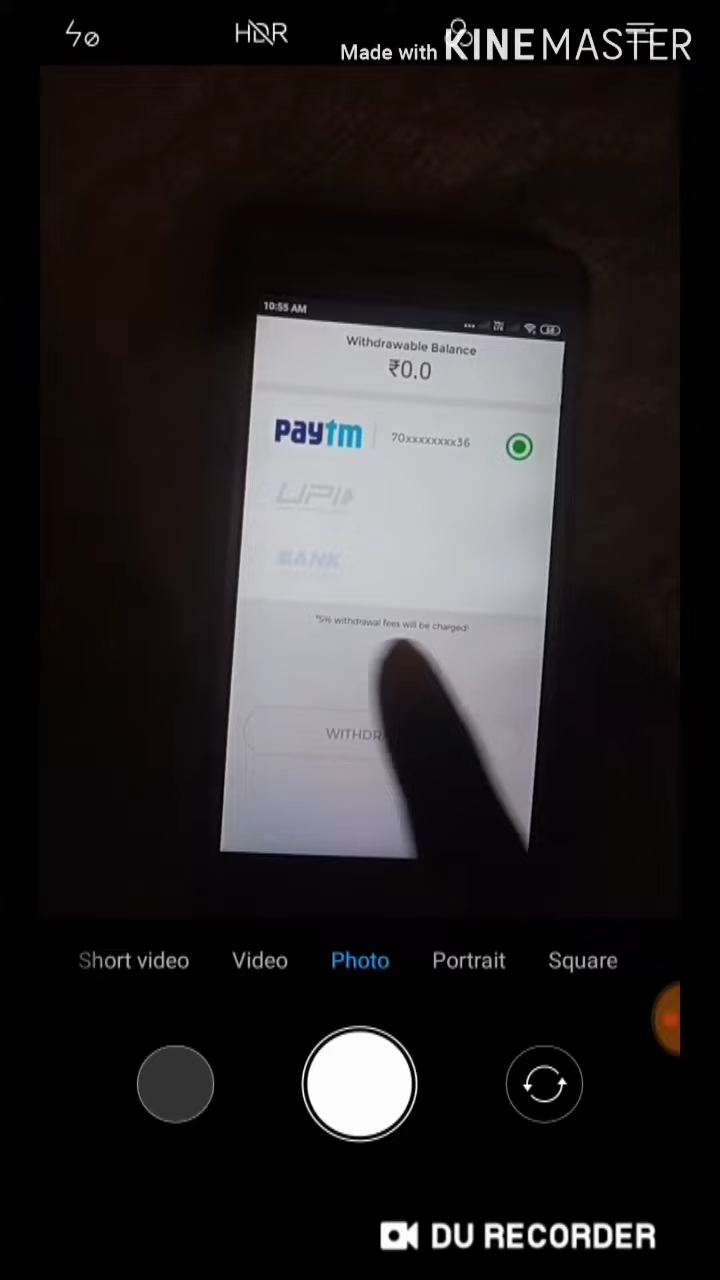 HDR
Made with KINEMASTER
10:55 AM
Withdrawable Balance
₹0.0
paytm
70xxxxxxxx36
UPI
BANK
*5% withdrawal fees will be charged!
Short video Video Photo Portrait Square
DU RECORDER